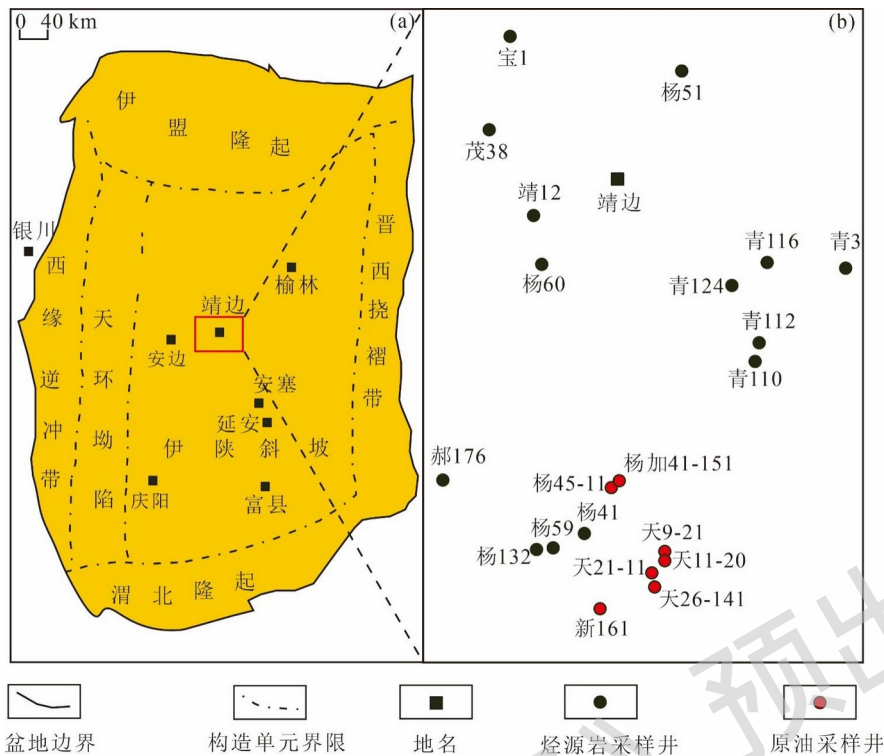 0 40 km
(a)
伊盟隆起
银川
西缘逆冲带
天环坳陷
晋西挠褶带
榆林
靖边
安边
安塞
延安
伊陕斜坡
庆阳
富县
渭北隆起
(b)
宝1
杨51
茂38
靖12
靖边
杨60
青116
青3
青124
青112
青110
郝176
杨加41-151
杨45-11
杨41
杨59
杨132
天9-21
天11-20
天21-11
天26-141
新161
盆地边界
构造单元界限
地名
烃源岩采样井
原油采样井
预出